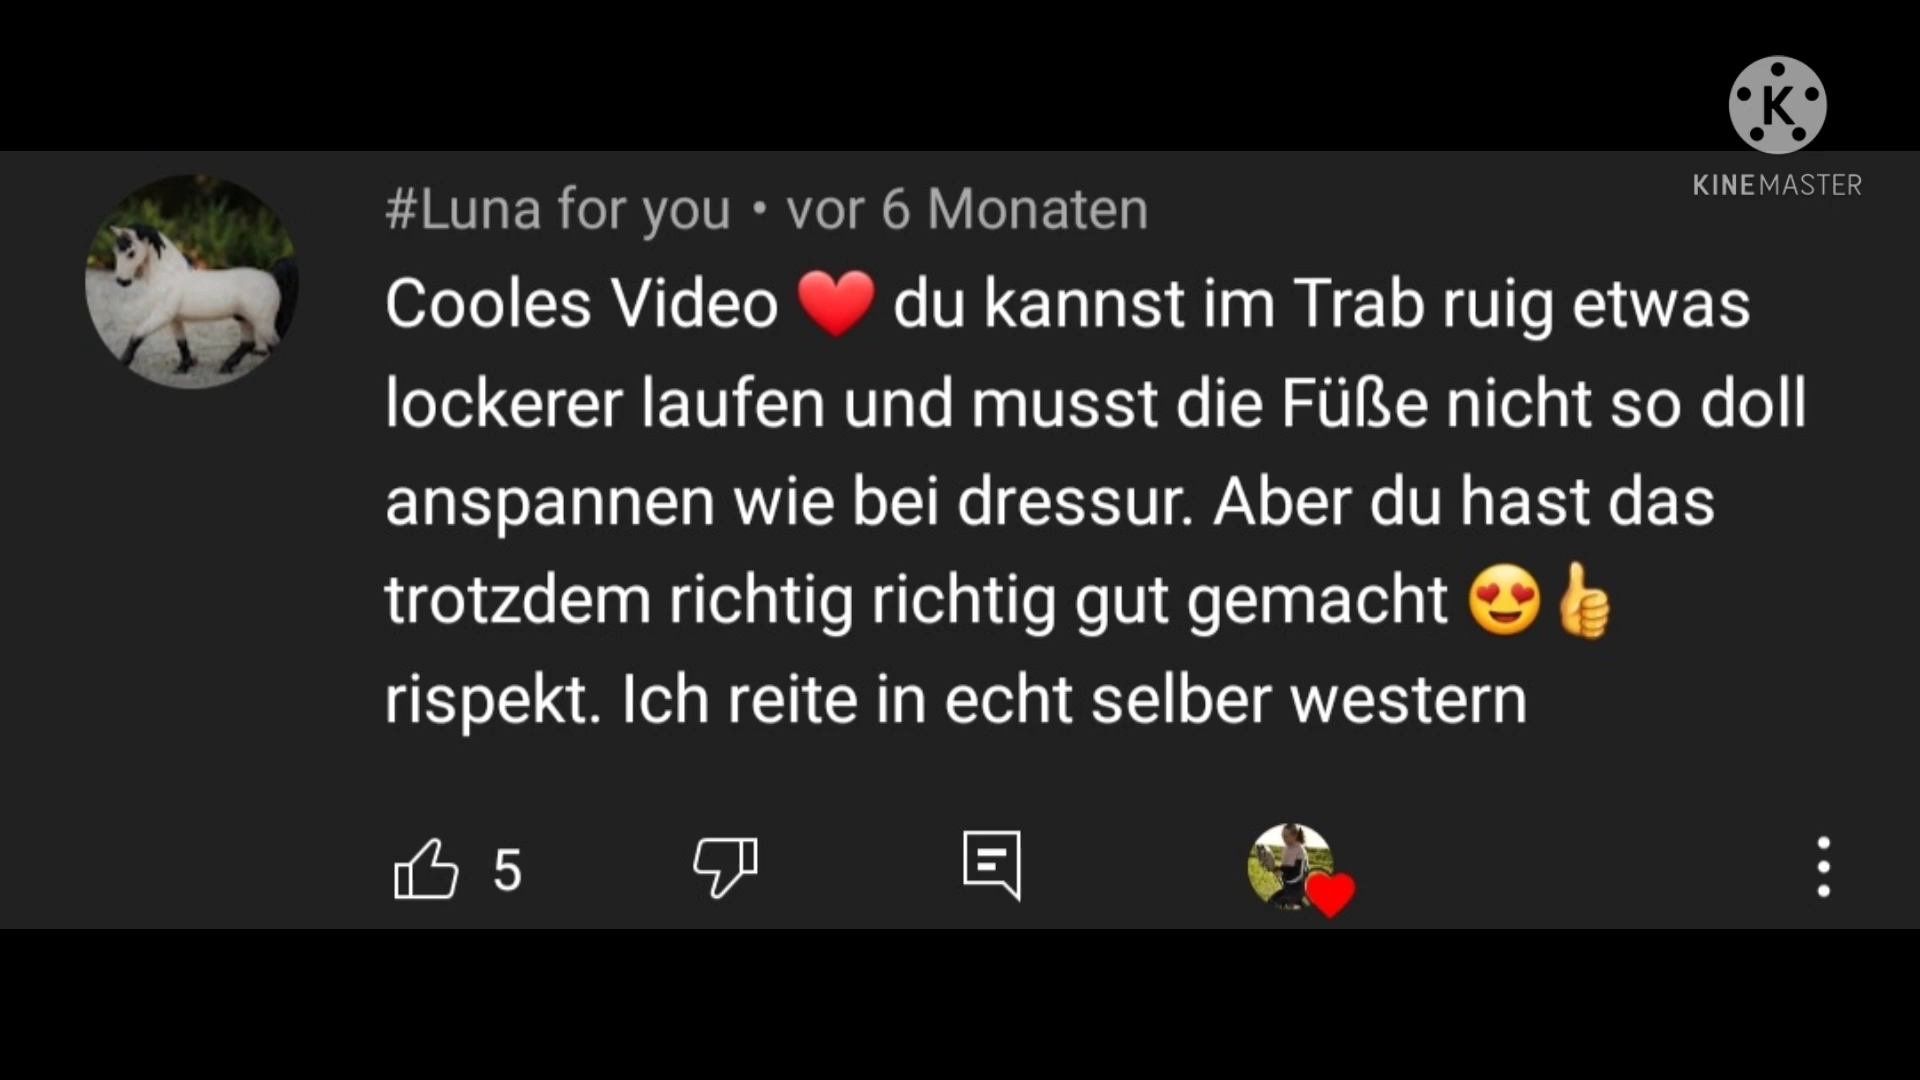 K
KINEMASTER
#Luna for you • vor 6 Monaten
Cooles Video ❤️ du kannst im Trab ruig etwas
lockerer laufen und musst die Füße nicht so doll
anspannen wie bei dressur. Aber du hast das
trotzdem richtig richtig gut gemacht 😍👍
rispekt. Ich reite in echt selber western
5